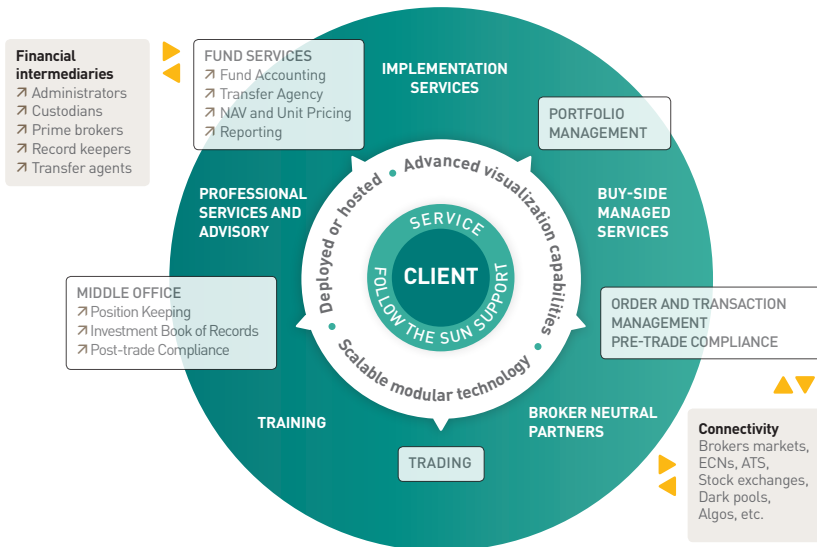 Financial
intermediaries
↗ Administrators
↗ Custodians
↗ Prime brokers
↗ Record keepers
↗ Transfer agents
FUND SERVICES
↗ Fund Accounting
↗ Transfer Agency
↗ NAV and Unit Pricing
↗ Reporting
IMPLEMENTATION
SERVICES
PORTFOLIO
MANAGEMENT
PROFESSIONAL
SERVICES AND
ADVISORY
BUY-SIDE
MANAGED
SERVICES
Deployed or hosted • Advanced visualization capabilities •
Scalable modular technology •
SERVICE
FOLLOW THE SUN SUPPORT
CLIENT
MIDDLE OFFICE
↗ Position Keeping
↗ Investment Book of Records
↗ Post-trade Compliance
ORDER AND TRANSACTION
MANAGEMENT
PRE-TRADE COMPLIANCE
TRAINING
TRADING
BROKER NEUTRAL
PARTNERS
Connectivity
Brokers markets,
ECNs, ATS,
Stock exchanges,
Dark pools,
Algos, etc.